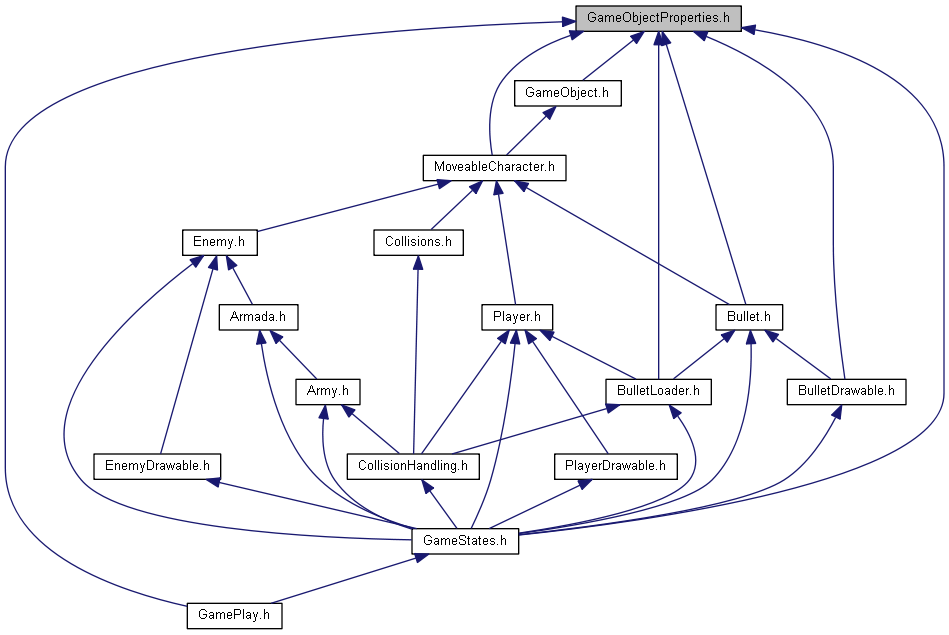 GameObjectProperties.h
GameObject.h
MoveableCharacter.h
Enemy.h
Collisions.h
Armada.h
Player.h
Bullet.h
Army.h
BulletLoader.h
BulletDrawable.h
EnemyDrawable.h
CollisionHandling.h
PlayerDrawable.h
GameStates.h
GamePlay.h